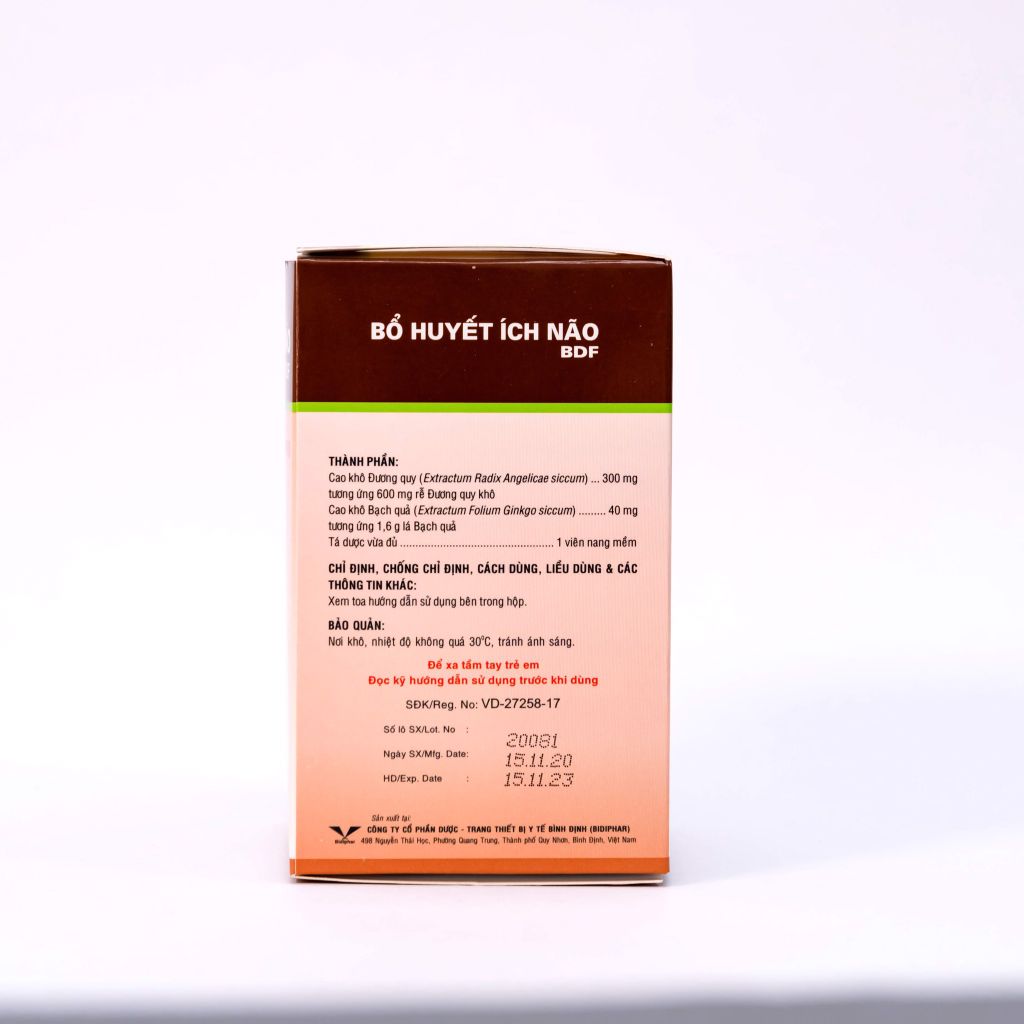 BỔ HUYẾT ÍCH NÃO
BDF
THÀNH PHẦN:
Cao khô Đương quy (Extractum Radix Angelicae siccum) ... 300 mg
tương ứng 600 mg rễ Đương quy khô
Cao khô Bạch quả (Extractum Folium Ginkgo siccum) ......... 40 mg
tương ứng 1,6 g lá Bạch quả
Tá dược vừa đủ ................................................... 1 viên nang mềm
CHỈ ĐỊNH, CHỐNG CHỈ ĐỊNH, CÁCH DÙNG, LIỀU DÙNG & CÁC
THÔNG TIN KHÁC:
Xem toa hướng dẫn sử dụng bên trong hộp.
BẢO QUẢN:
Nơi khô, nhiệt độ không quá 30°C, tránh ánh sáng.
Để xa tầm tay trẻ em
Đọc kỹ hướng dẫn sử dụng trước khi dùng
SĐK/Reg. No: VD-27258-17
Số lô SX/Lot. No : 20081
Ngày SX/Mfg. Date: 15.11.20
HD/Exp. Date : 15.11.23
Sản xuất tại:
CÔNG TY CỔ PHẦN DƯỢC - TRANG THIẾT BỊ Y TẾ BÌNH ĐỊNH (BIDIPHAR)
Bidiphar 498 Nguyễn Thái Học, Phường Quang Trung, Thành phố Quy Nhơn, Bình Định, Việt Nam